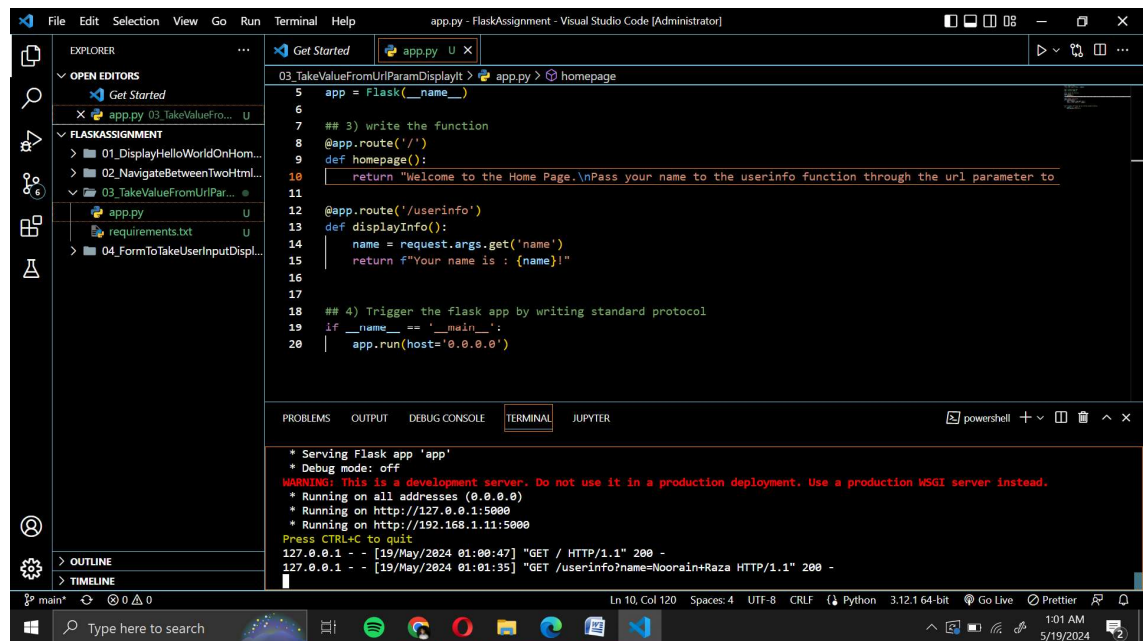 File Edit Selection View Go Run Terminal Help app.py - FlaskAssignment - Visual Studio Code [Administrator]
EXPLORER
OPEN EDITORS
Get Started
app.py 03_TakeValueFro... U
FLASKASSIGNMENT
01_DisplayHelloWorldOnHom...
02_NavigateBetweenTwoHtml...
03_TakeValueFromUrlPar...
app.py U
requirements.txt U
04_FormToTakeUserInputDispl...
OUTLINE
TIMELINE
Get Started app.py U
03_TakeValueFromUrlParamDisplayIt > app.py > homepage
5 app = Flask(__name__)
6
7 ## 3) write the function
8 @app.route('/')
9 def homepage():
10 return "Welcome to the Home Page.\nPass your name to the userinfo function through the url parameter to
11
12 @app.route('/userinfo')
13 def displayInfo():
14 name = request.args.get('name')
15 return f"Your name is : {name}!"
16
17
18 ## 4) Trigger the flask app by writing standard protocol
19 if __name__ == '__main__':
20 app.run(host='0.0.0.0')
PROBLEMS OUTPUT DEBUG CONSOLE TERMINAL JUPYTER powershell
* Serving Flask app 'app'
* Debug mode: off
WARNING: This is a development server. Do not use it in a production deployment. Use a production WSGI server instead.
* Running on all addresses (0.0.0.0)
* Running on http://127.0.0.1:5000
* Running on http://192.168.1.11:5000
Press CTRL+C to quit
127.0.0.1 - - [19/May/2024 01:00:47] "GET / HTTP/1.1" 200 -
127.0.0.1 - - [19/May/2024 01:01:35] "GET /userinfo?name=Noorain+Raza HTTP/1.1" 200 -
6
main* 0 0 Ln 10, Col 120 Spaces: 4 UTF-8 CRLF Python 3.12.1 64-bit Go Live Prettier
Type here to search
1:01 AM
5/19/2024
2